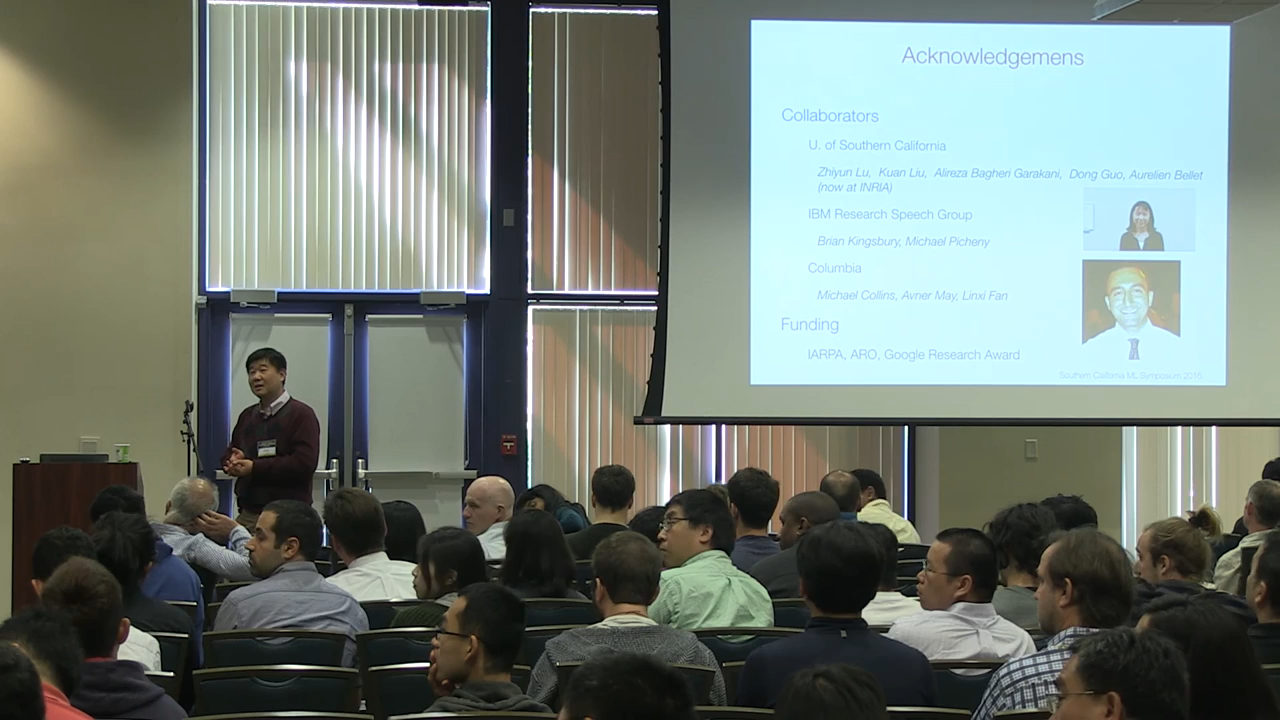 Acknowledgemens
Collaborators
U. of Southern California
Zhiyun Lu, Kuan Liu, Alireza Bagheri Garakani, Dong Guo, Aurelien Bellet
(now at INRIA)
IBM Research Speech Group
Brian Kingsbury, Michael Picheny
Columbia
Michael Collins, Avner May, Linxi Fan
Funding
IARPA, ARO, Google Research Award
Southern California ML Symposium 2016